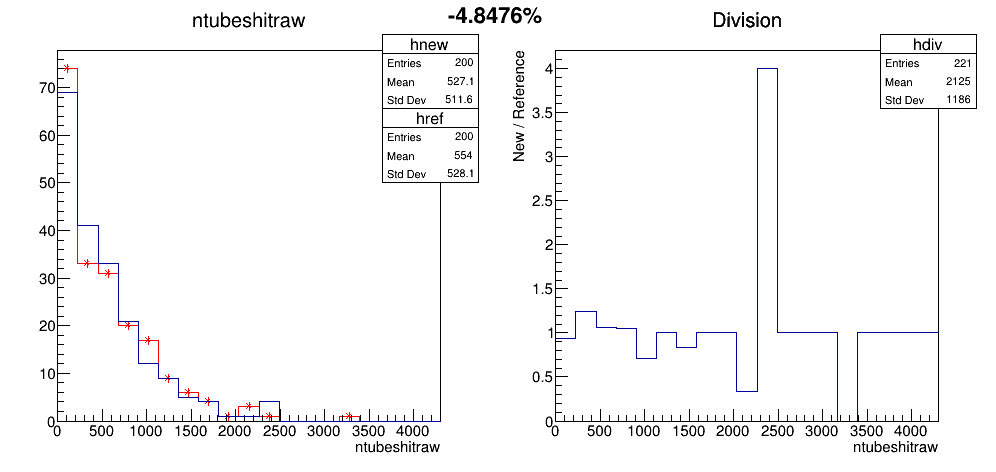 -4.8476%
ntubeshitraw
hnew
Entries 200
Mean 527.1
Std Dev 511.6
href
Entries 200
Mean 554
Std Dev 528.1
70
60
50
40
30
20
10
0
0 500 1000 1500 2000 2500 3000 3500 4000
ntubeshitraw
Division
hdiv
Entries 221
Mean 2125
Std Dev 1186
New / Reference
4
3.5
3
2.5
2
1.5
1
0.5
0
0 500 1000 1500 2000 2500 3000 3500 4000
ntubeshitraw